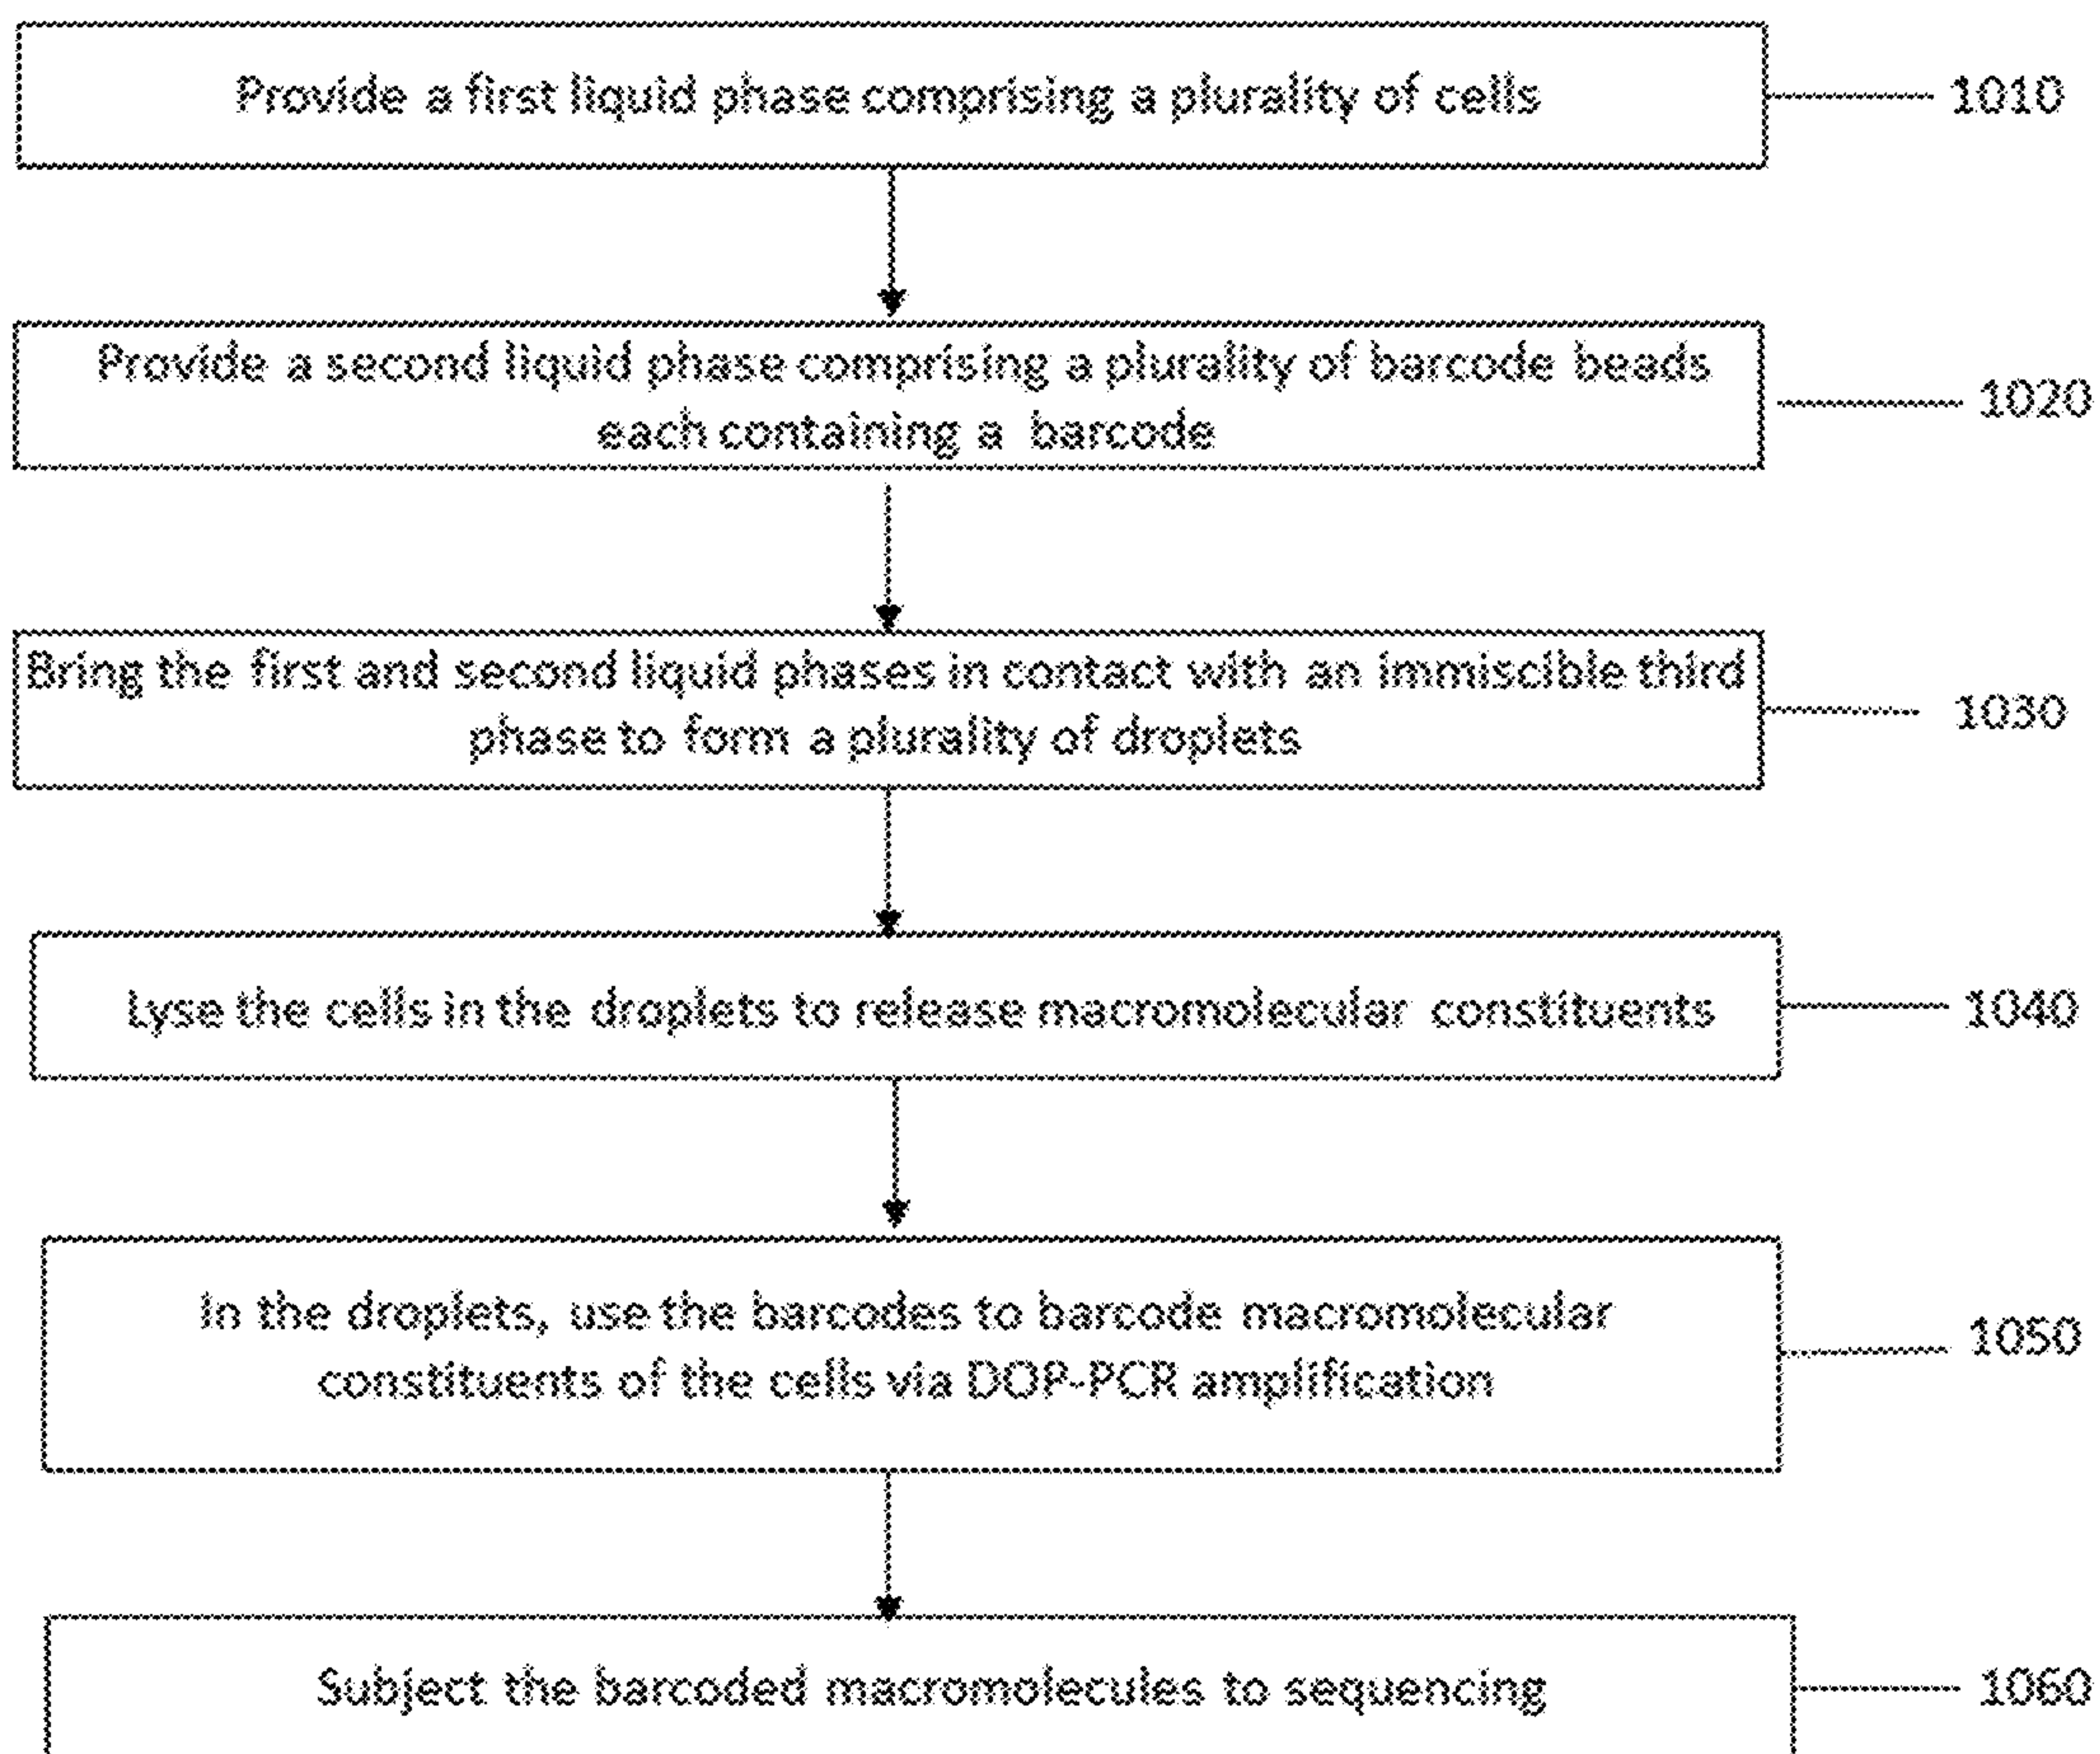 Provide a first liquid phase comprising a plurality of cells
1010
Provide a second liquid phase comprising a plurality of barcode beads
each containing a barcode
1020
Bring the first and second liquid phases in contact with an immiscible third
phase to form a plurality of droplets
1030
Lyse the cells in the droplets to release macromolecular constituents
1040
In the droplets, use the barcodes to barcode macromolecular
constituents of the cells via DOP-PCR amplification
1050
Subject the barcoded macromolecules to sequencing
1060